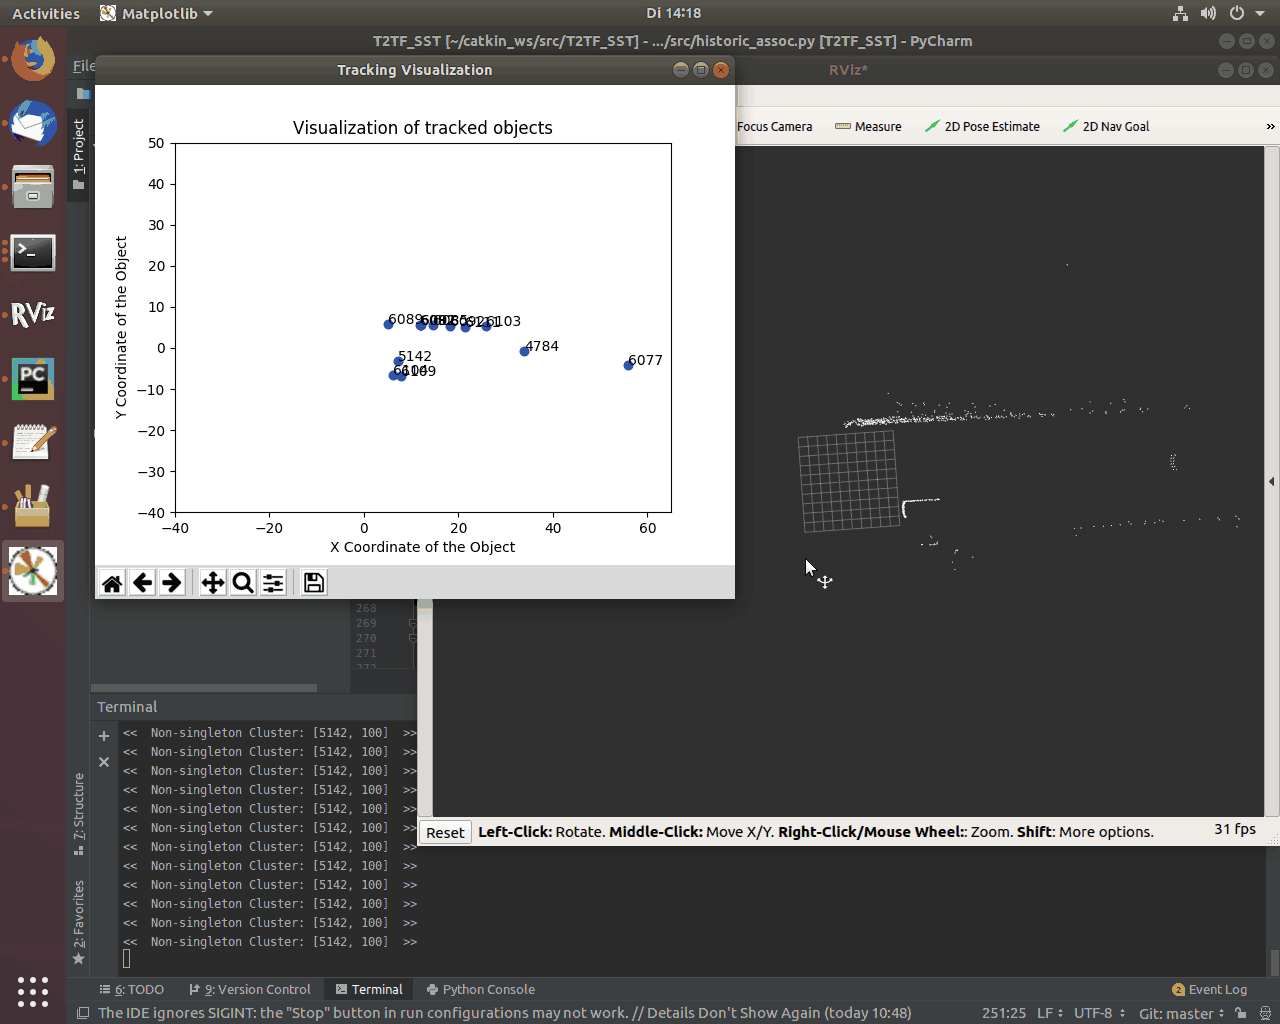 Activities
Matplotlib
Di 14:18
T2TF_SST [~/catkin_ws/src/T2TF_SST] - .../src/historic_assoc.py [T2TF_SST] - PyCharm
File
Tracking Visualization
RViz*
Focus Camera
Measure
2D Pose Estimate
2D Nav Goal
»
1: Project
Visualization of tracked objects
50
40
30
20
10
0
−10
−20
−30
−40
Y Coordinate of the Object
6089
6103
4784
5142
6077
6109
−40
−20
0
20
40
60
X Coordinate of the Object
RViz
PC
268
269
270
271
272
Terminal
<< Non-singleton Cluster: [5142, 100] >>
<< Non-singleton Cluster: [5142, 100] >>
<< Non-singleton Cluster: [5142, 100] >>
<< Non-singleton Cluster: [5142, 100] >>
<< Non-singleton Cluster: [5142, 100] >>
<< Non-singleton Cluster: [5142, 100] >>
<< Non-singleton Cluster: [5142, 100] >>
<< Non-singleton Cluster: [5142, 100] >>
<< Non-singleton Cluster: [5142, 100] >>
<< Non-singleton Cluster: [5142, 100] >>
<< Non-singleton Cluster: [5142, 100] >>
<< Non-singleton Cluster: [5142, 100] >>
7: Structure
2: Favorites
Reset
Left-Click: Rotate. Middle-Click: Move X/Y. Right-Click/Mouse Wheel:: Zoom. Shift: More options.
31 fps
6: TODO
9: Version Control
Terminal
Python Console
2 Event Log
The IDE ignores SIGINT: the "Stop" button in run configurations may not work. // Details Don't Show Again (today 10:48)
251:25
LF
UTF-8
Git: master